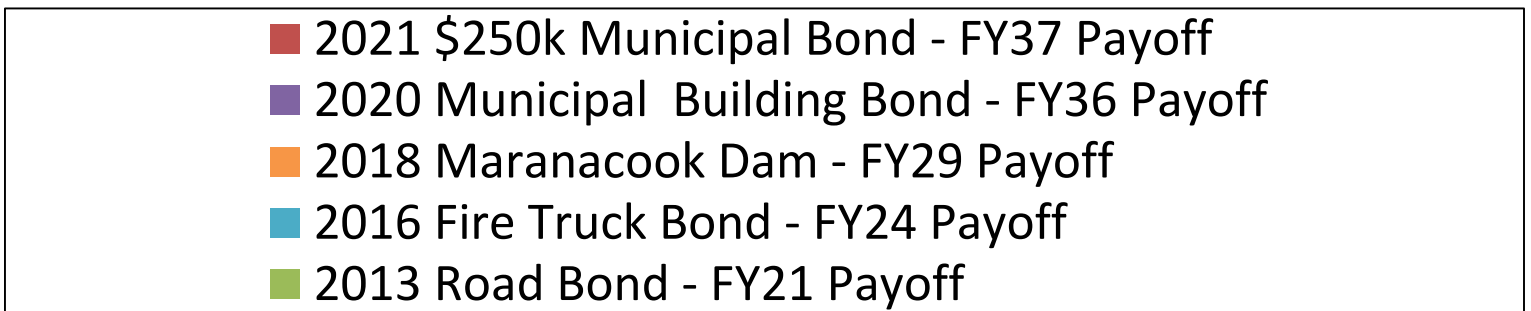 2021 $250k Municipal Bond - FY37 Payoff
2020 Municipal  Building Bond - FY36 Payoff
2018 Maranacook Dam - FY29 Payoff
2016 Fire Truck Bond - FY24 Payoff
2013 Road Bond - FY21 Payoff